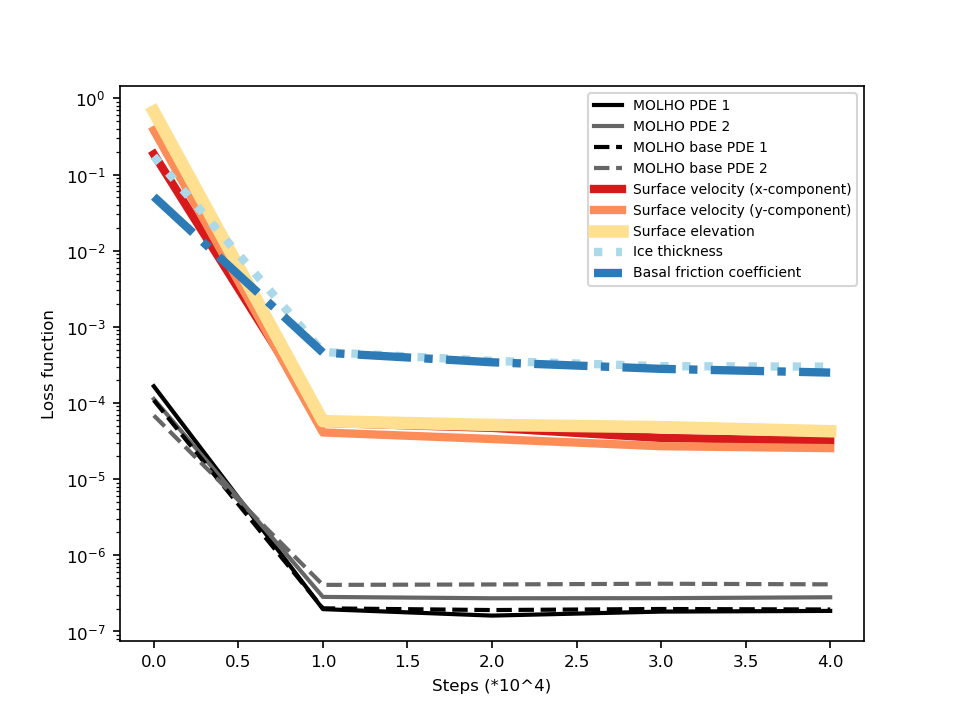 10^0
10^-1
10^-2
10^-3
10^-4
10^-5
10^-6
10^-7
Loss function
MOLHO PDE 1
MOLHO PDE 2
MOLHO base PDE 1
MOLHO base PDE 2
Surface velocity (x-component)
Surface velocity (y-component)
Surface elevation
Ice thickness
Basal friction coefficient
0.0 0.5 1.0 1.5 2.0 2.5 3.0 3.5 4.0
Steps (*10^4)